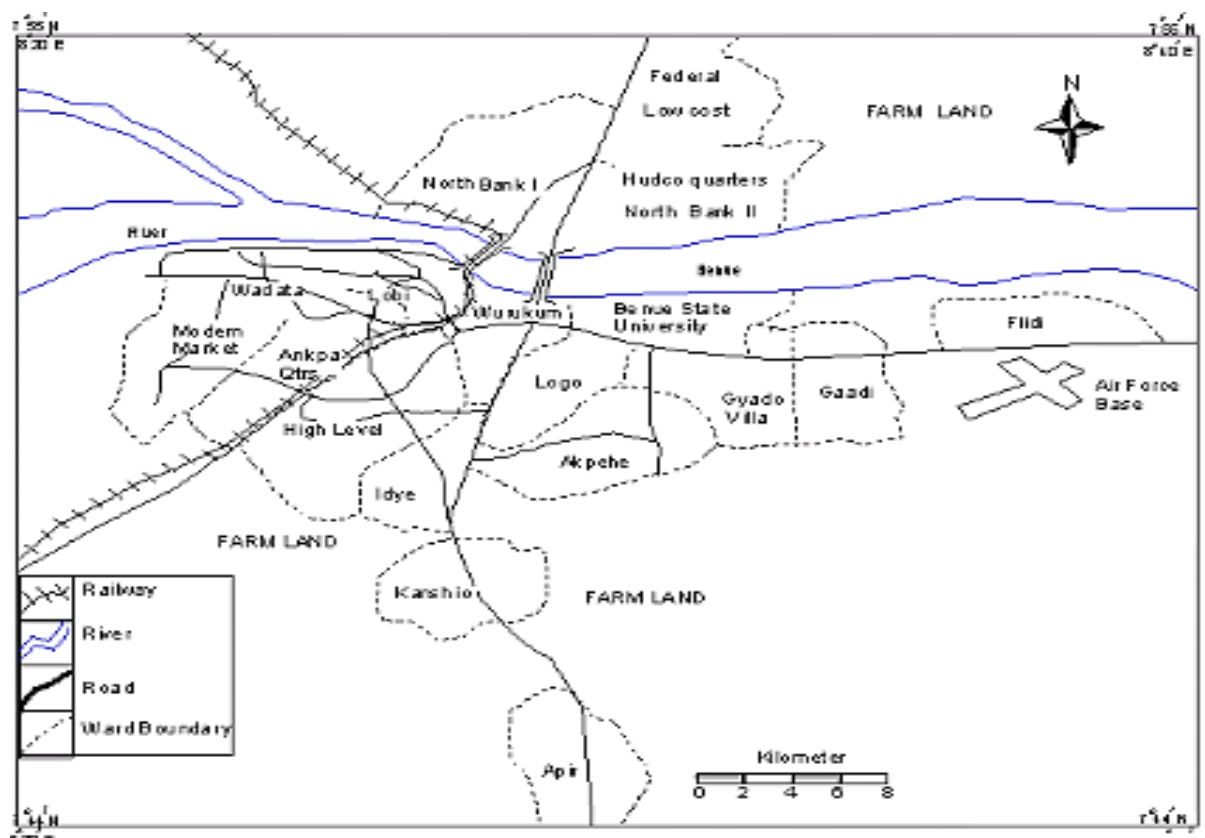 Federal
Low cost
FARM LAND
N
North Bank I
Hudco quarters
North Bank II
River
Benue
Wadata
Lobi
Wurukum
Benue State
University
Fiidi
Modern
Market
Ankpa
Qtrs
Logo
Gyado
Villa
Gaadi
Air Force
Base
High Level
Akpehe
Idye
FARM LAND
Karshio
FARM LAND
Railway
River
Road
Ward Boundary
Apir
Kilometer
0 2 4 6 8